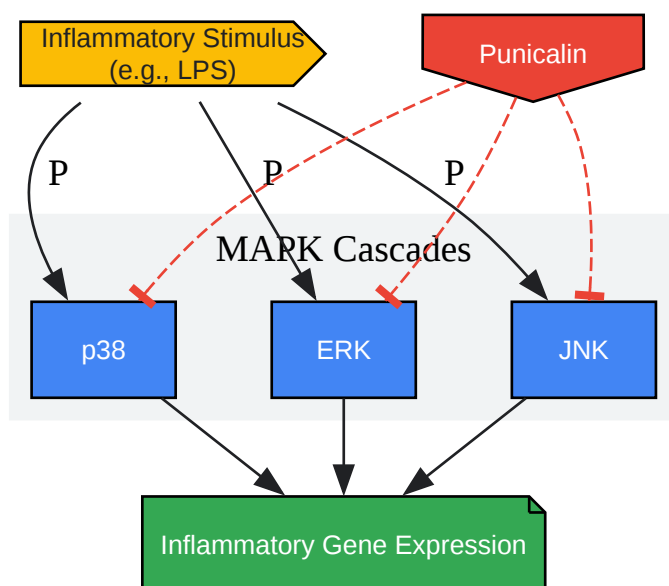 Inflammatory Stimulus
(e.g., LPS)
Punicalin
P
P
P
MAPK Cascades
p38
ERK
JNK
Inflammatory Gene Expression